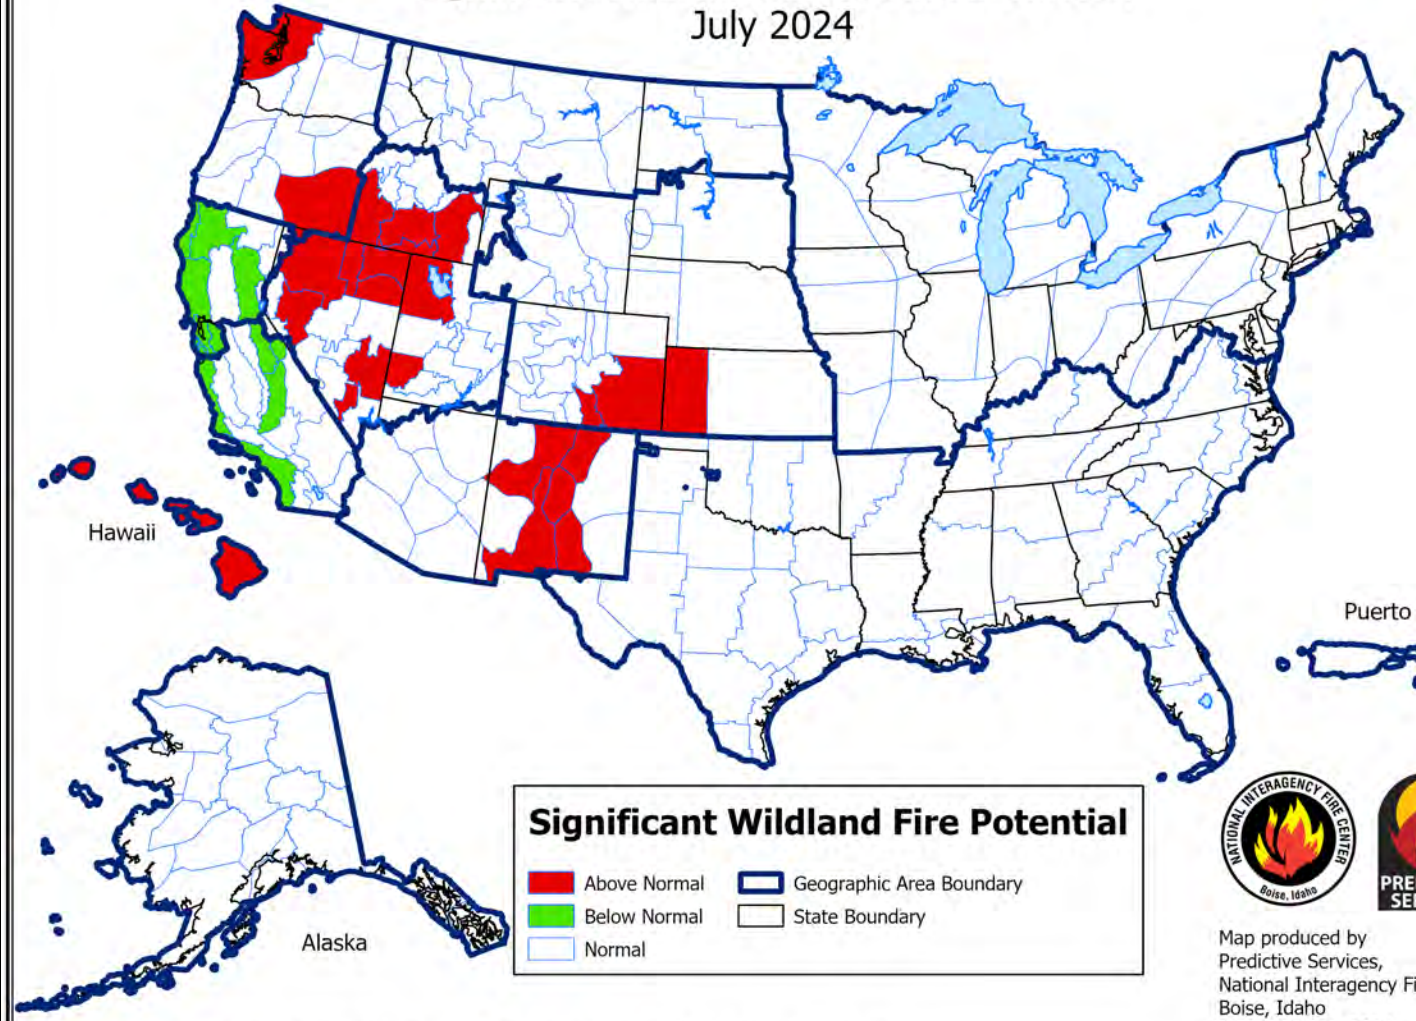 July 2024
Hawaii
Puerto
Alaska
Significant Wildland Fire Potential
Above Normal
Geographic Area Boundary
Below Normal
State Boundary
Normal
NATIONAL INTERAGENCY FIRE CENTER
Boise, Idaho
PRE
SE
Map produced by
Predictive Services,
National Interagency Fi
Boise, Idaho